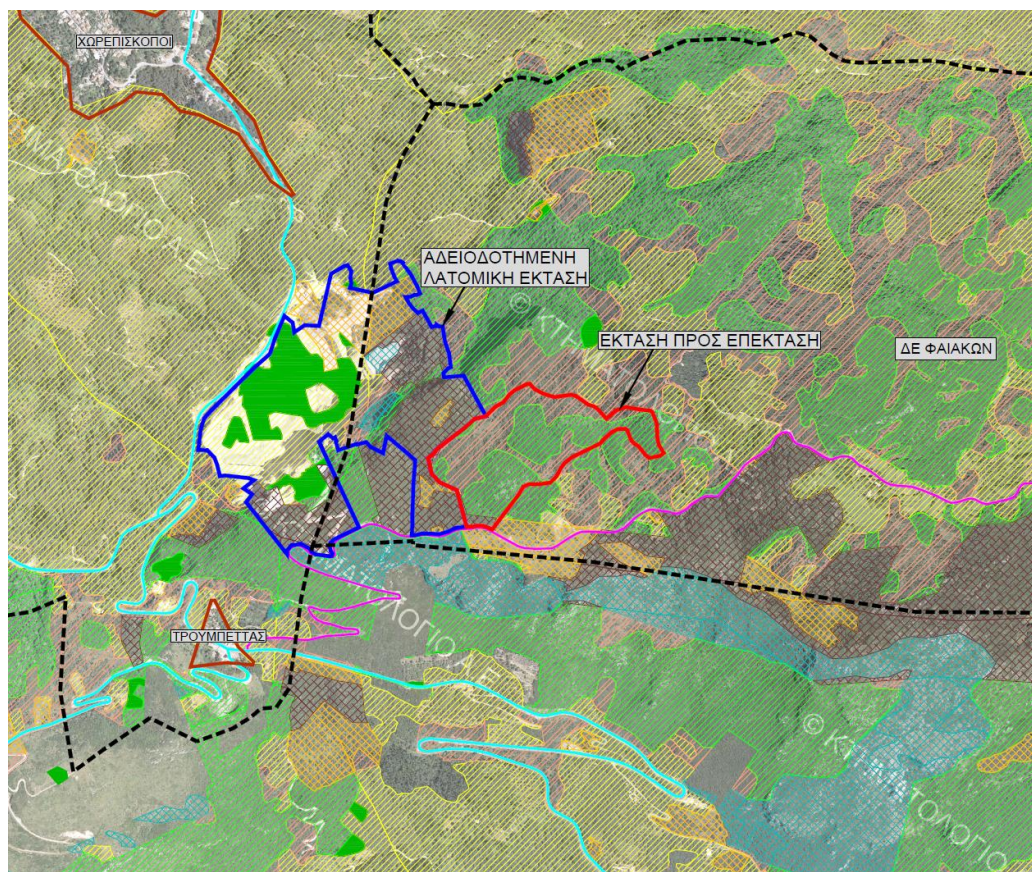 ΧΩΡΕΠΙΣΚΟΠΟΙ
ΑΔΕΙΟΔΟΤΗΜΕΝΗ
ΛΑΤΟΜΙΚΗ ΕΚΤΑΣΗ
ΕΚΤΑΣΗ ΠΡΟΣ ΕΠΕΚΤΑΣΗ
ΔΕ ΦΑΙΑΚΩΝ
ΤΡΟΥΜΠΕΤΤΑΣ